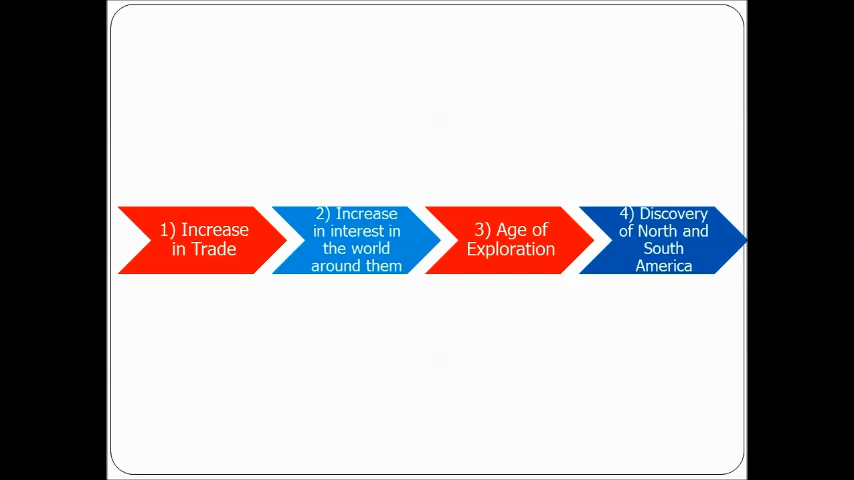 1) Increase
in Trade
2) Increase
in interest in
the world
around them
3) Age of
Exploration
4) Discovery
of North and
South
America